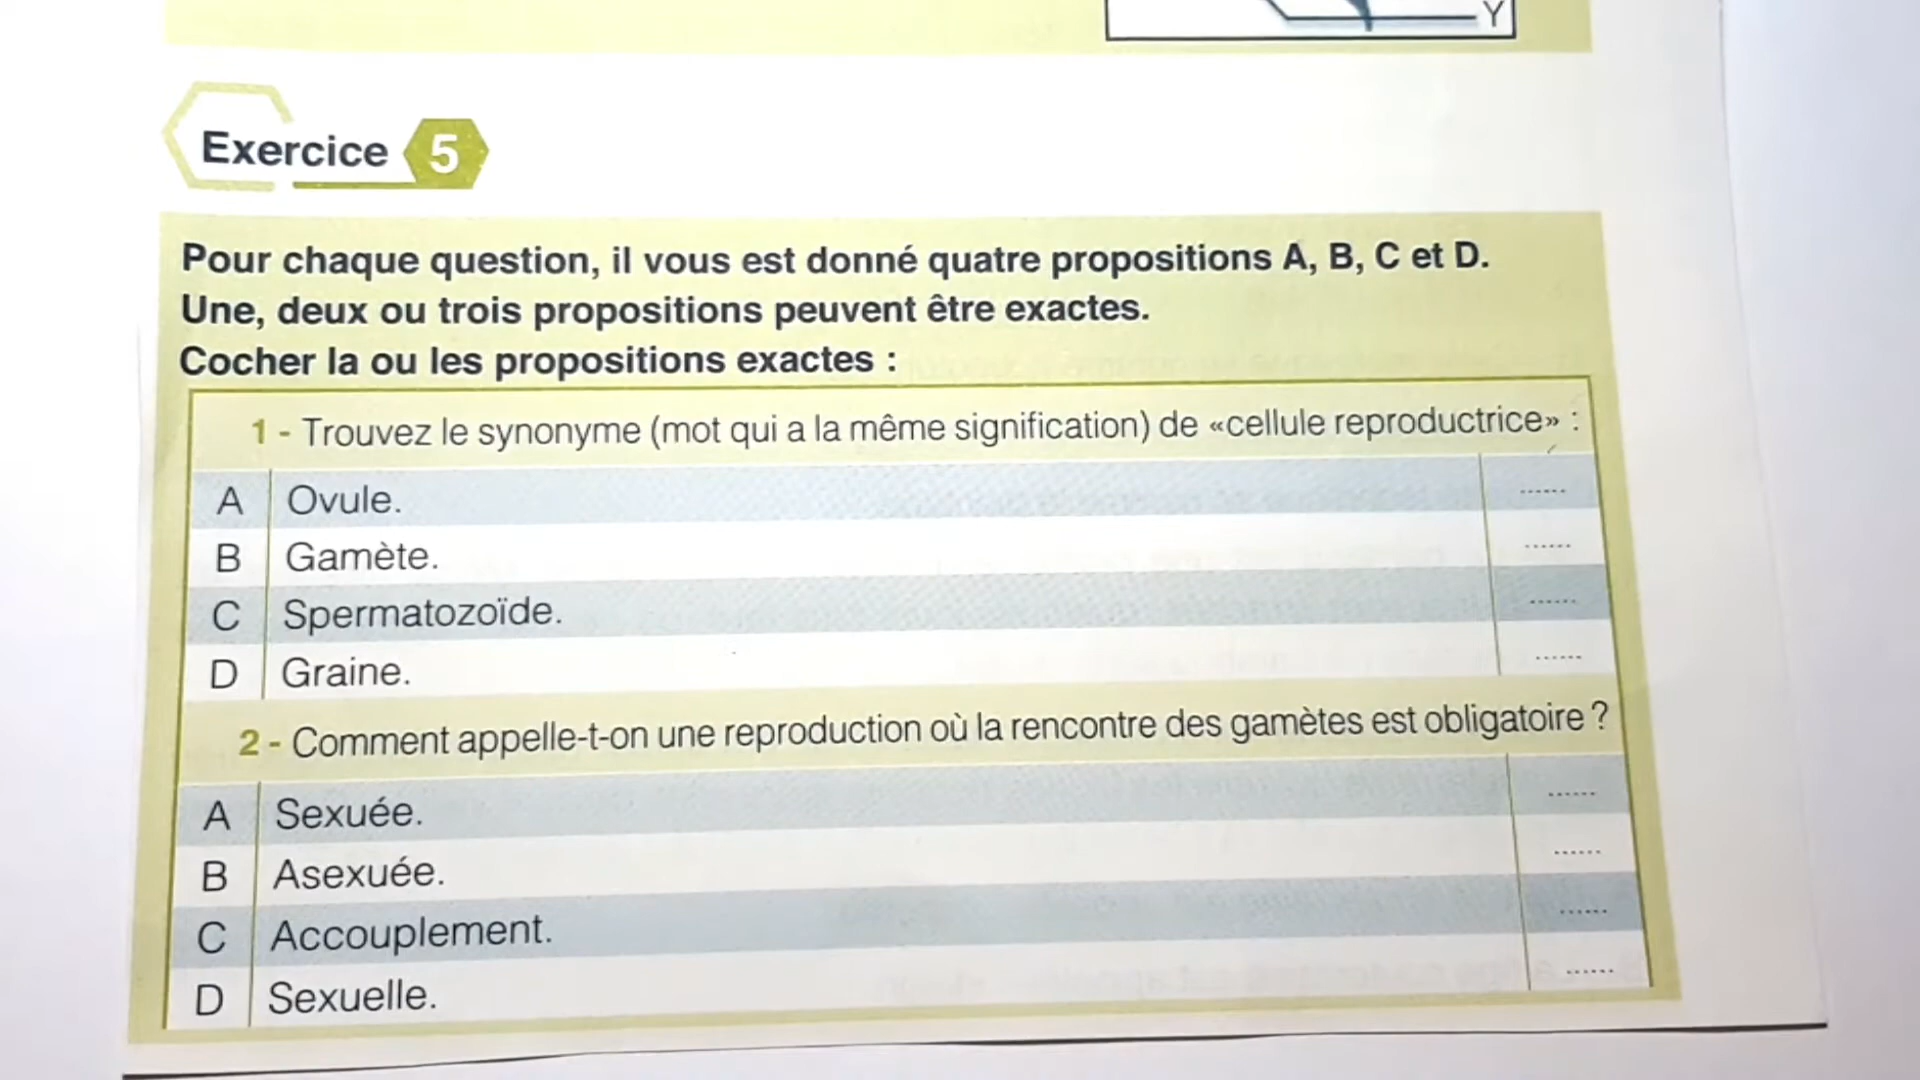 Y
Exercice 5
Pour chaque question, il vous est donné quatre propositions A, B, C et D.
Une, deux ou trois propositions peuvent être exactes.
Cocher la ou les propositions exactes :
1 - Trouvez le synonyme (mot qui a la même signification) de «cellule reproductrice» :
A Ovule. ......
B Gamète. ......
C Spermatozoïde. ......
D Graine. ......
2 - Comment appelle-t-on une reproduction où la rencontre des gamètes est obligatoire ?
A Sexuée. ......
B Asexuée. ......
C Accouplement. ......
D Sexuelle. ......